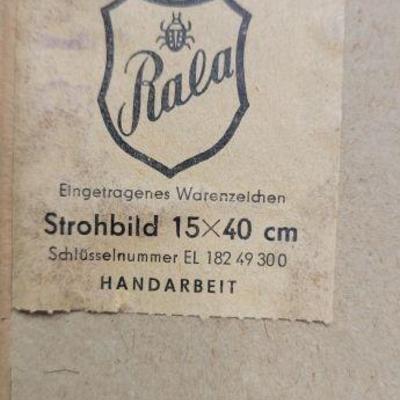 Rala
Eingetragenes Warenzeichen
Strohbild 15×40 cm
Schlüsselnummer EL 182 49 300
HANDARBEIT